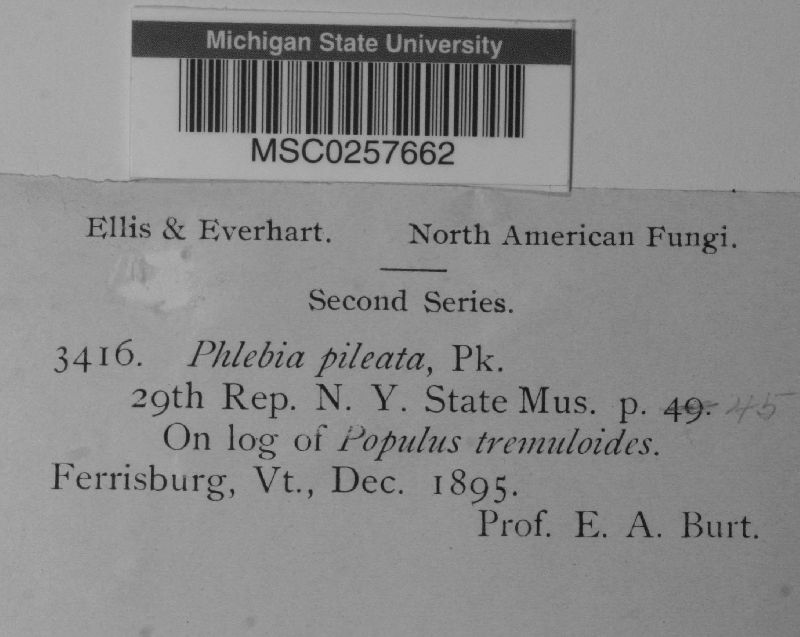 Michigan State University
MSC0257662
Ellis & Everhart. North American Fungi.
Second Series.
3416. Phlebia pileata, Pk.
29th Rep. N. Y. State Mus. p. 49. 45
On log of Populus tremuloides.
Ferrisburg, Vt., Dec. 1895.
Prof. E. A. Burt.